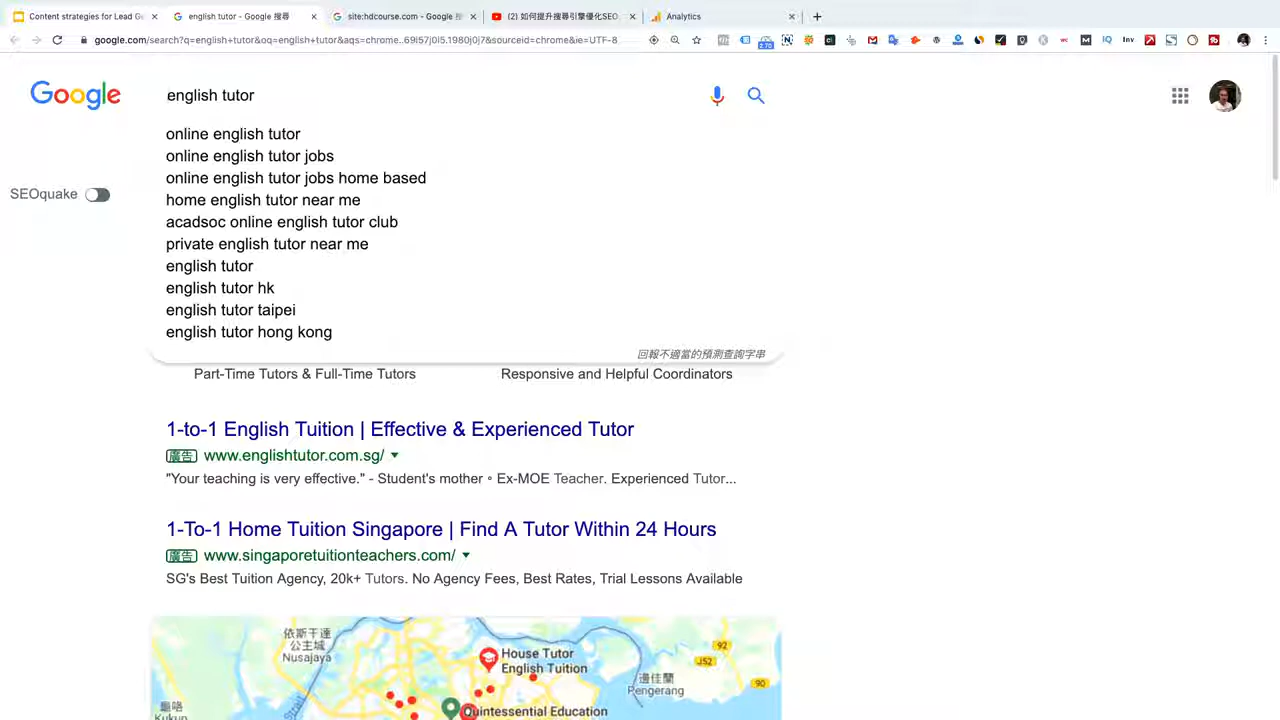 Content strategies for Lead Ge
english tutor - Google 搜尋
site:hdcourse.com - Google 搜
(2) 如何提升搜尋引擎優化SEO
Analytics
google.com/search?q=english+tutor&oq=english+tutor&aqs=chrome..69i57j0l5.1980j0j7&sourceid=chrome&ie=UTF-8
Google
english tutor
online english tutor
online english tutor jobs
online english tutor jobs home based
home english tutor near me
acadsoc online english tutor club
private english tutor near me
english tutor
english tutor hk
english tutor taipei
english tutor hong kong
回報不適當的預測查詢字串
SEOquake
Part-Time Tutors & Full-Time Tutors
Responsive and Helpful Coordinators
1-to-1 English Tuition | Effective & Experienced Tutor
廣告 www.englishtutor.com.sg/
"Your teaching is very effective." - Student's mother。Ex-MOE Teacher. Experienced Tutor...
1-To-1 Home Tuition Singapore | Find A Tutor Within 24 Hours
廣告 www.singaporetuitionteachers.com/
SG's Best Tuition Agency, 20k+ Tutors. No Agency Fees, Best Rates, Trial Lessons Available
依斯干達
公主城
Nusajaya
House Tutor
English Tuition
92
J52
90
邊佳蘭
Pengerang
龜咯
Kukup
Quintessential Education